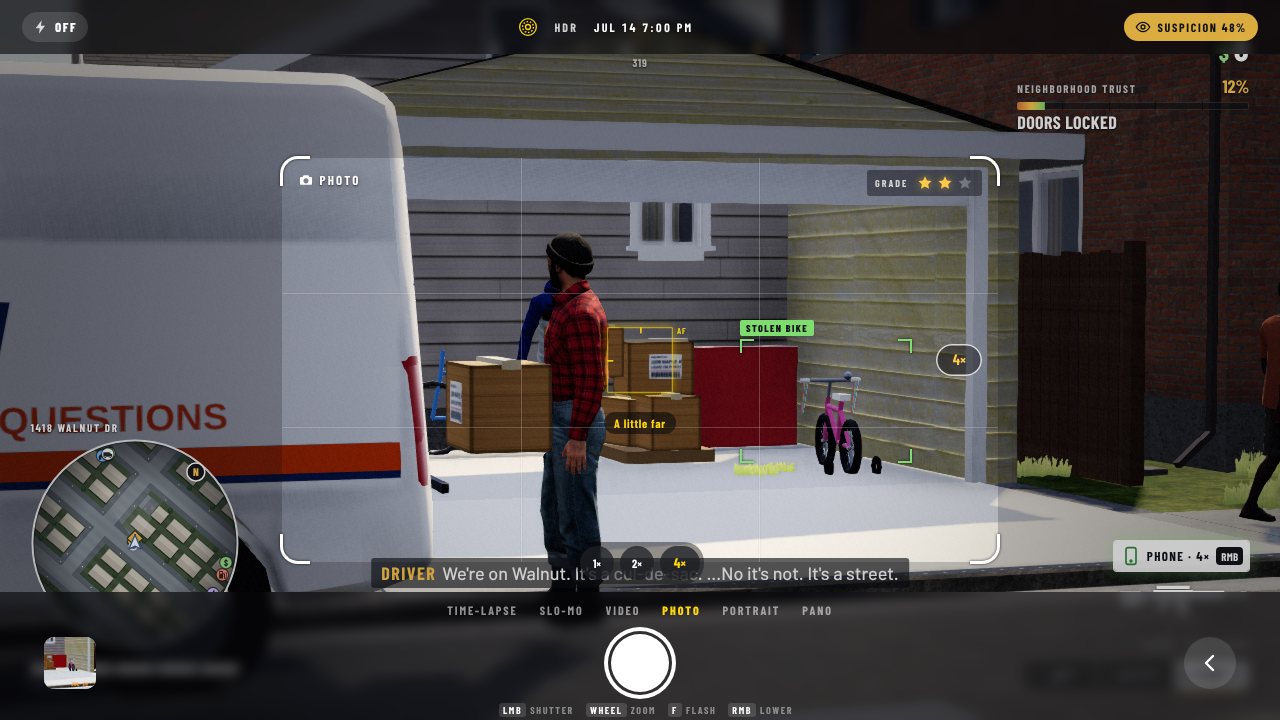 OFF
HDR JUL 14 7:00 PM
SUSPICION 48%
319
NEIGHBORHOOD TRUST 12%
DOORS LOCKED
PHOTO
GRADE
AF
STOLEN BIKE
4×
A little far
QUESTIONS
1418 WALNUT DR
N
PHONE · 4× RMB
1× 2× 4×
DRIVER We're on Walnut. It's a cul-de-sac. ...No it's not. It's a street.
TIME-LAPSE SLO-MO VIDEO PHOTO PORTRAIT PANO
LMB SHUTTER WHEEL ZOOM F FLASH RMB LOWER